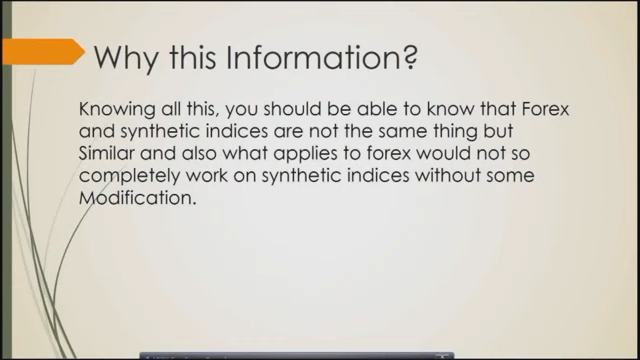 Why this Information?
Knowing all this, you should be able to know that Forex
and synthetic indices are not the same thing but
Similar and also what applies to forex would not so
completely work on synthetic indices without some
Modification.